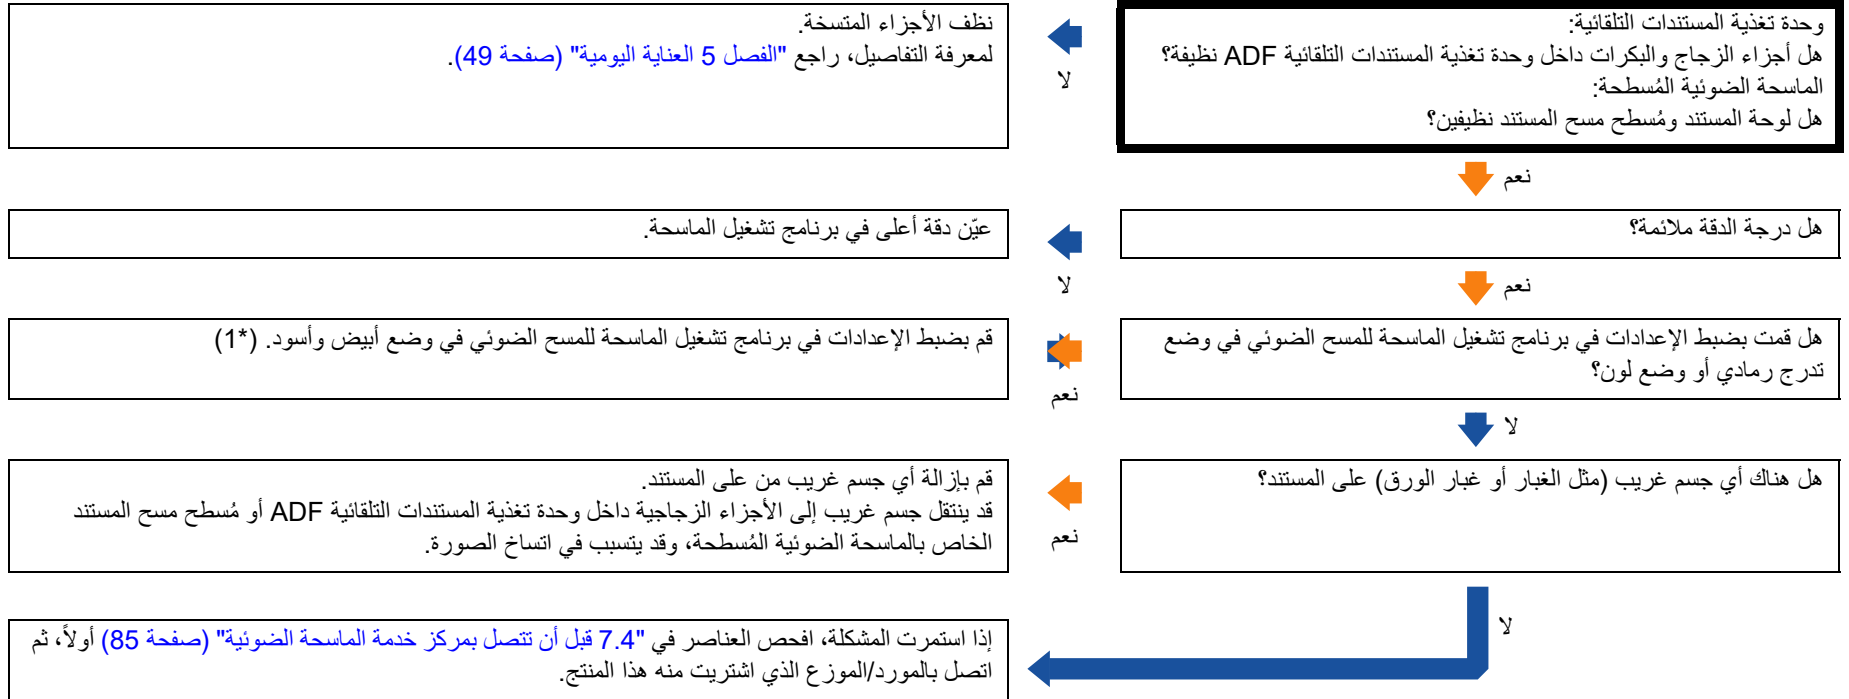 وحدة تغذية المستندات التلقائية:
هل أجزاء الزجاج والبكرات داخل وحدة تغذية المستندات التلقائية ADF نظيفة؟
الماسحة الضوئية المُسطحة:
هل لوحة المستند ومُسطح مسح المستند نظيفين؟
لا
نظف الأجزاء المتسخة.
لمعرفة التفاصيل، راجع "الفصل 5 العناية اليومية" (صفحة 49).
نعم
هل درجة الدقة ملائمة؟
لا
عيّن دقة أعلى في برنامج تشغيل الماسحة.
نعم
هل قمت بضبط الإعدادات في برنامج تشغيل الماسحة للمسح الضوئي في وضع
تدرج رمادي أو وضع لون؟
نعم
قم بضبط الإعدادات في برنامج تشغيل الماسحة للمسح الضوئي في وضع أبيض وأسود. (*1)
لا
هل هناك أي جسم غريب (مثل الغبار أو غبار الورق) على المستند؟
نعم
قم بإزالة أي جسم غريب من على المستند.
قد ينتقل جسم غريب إلى الأجزاء الزجاجية داخل وحدة تغذية المستندات التلقائية ADF أو مُسطح مسح المستند
الخاص بالماسحة الضوئية المُسطحة، وقد يتسبب في اتساخ الصورة.
لا
إذا استمرت المشكلة، افحص العناصر في "7.4 قبل أن تتصل بمركز خدمة الماسحة الضوئية" (صفحة 85) أولاً، ثم
اتصل بالمورد/الموزع الذي اشتريت منه هذا المنتج.